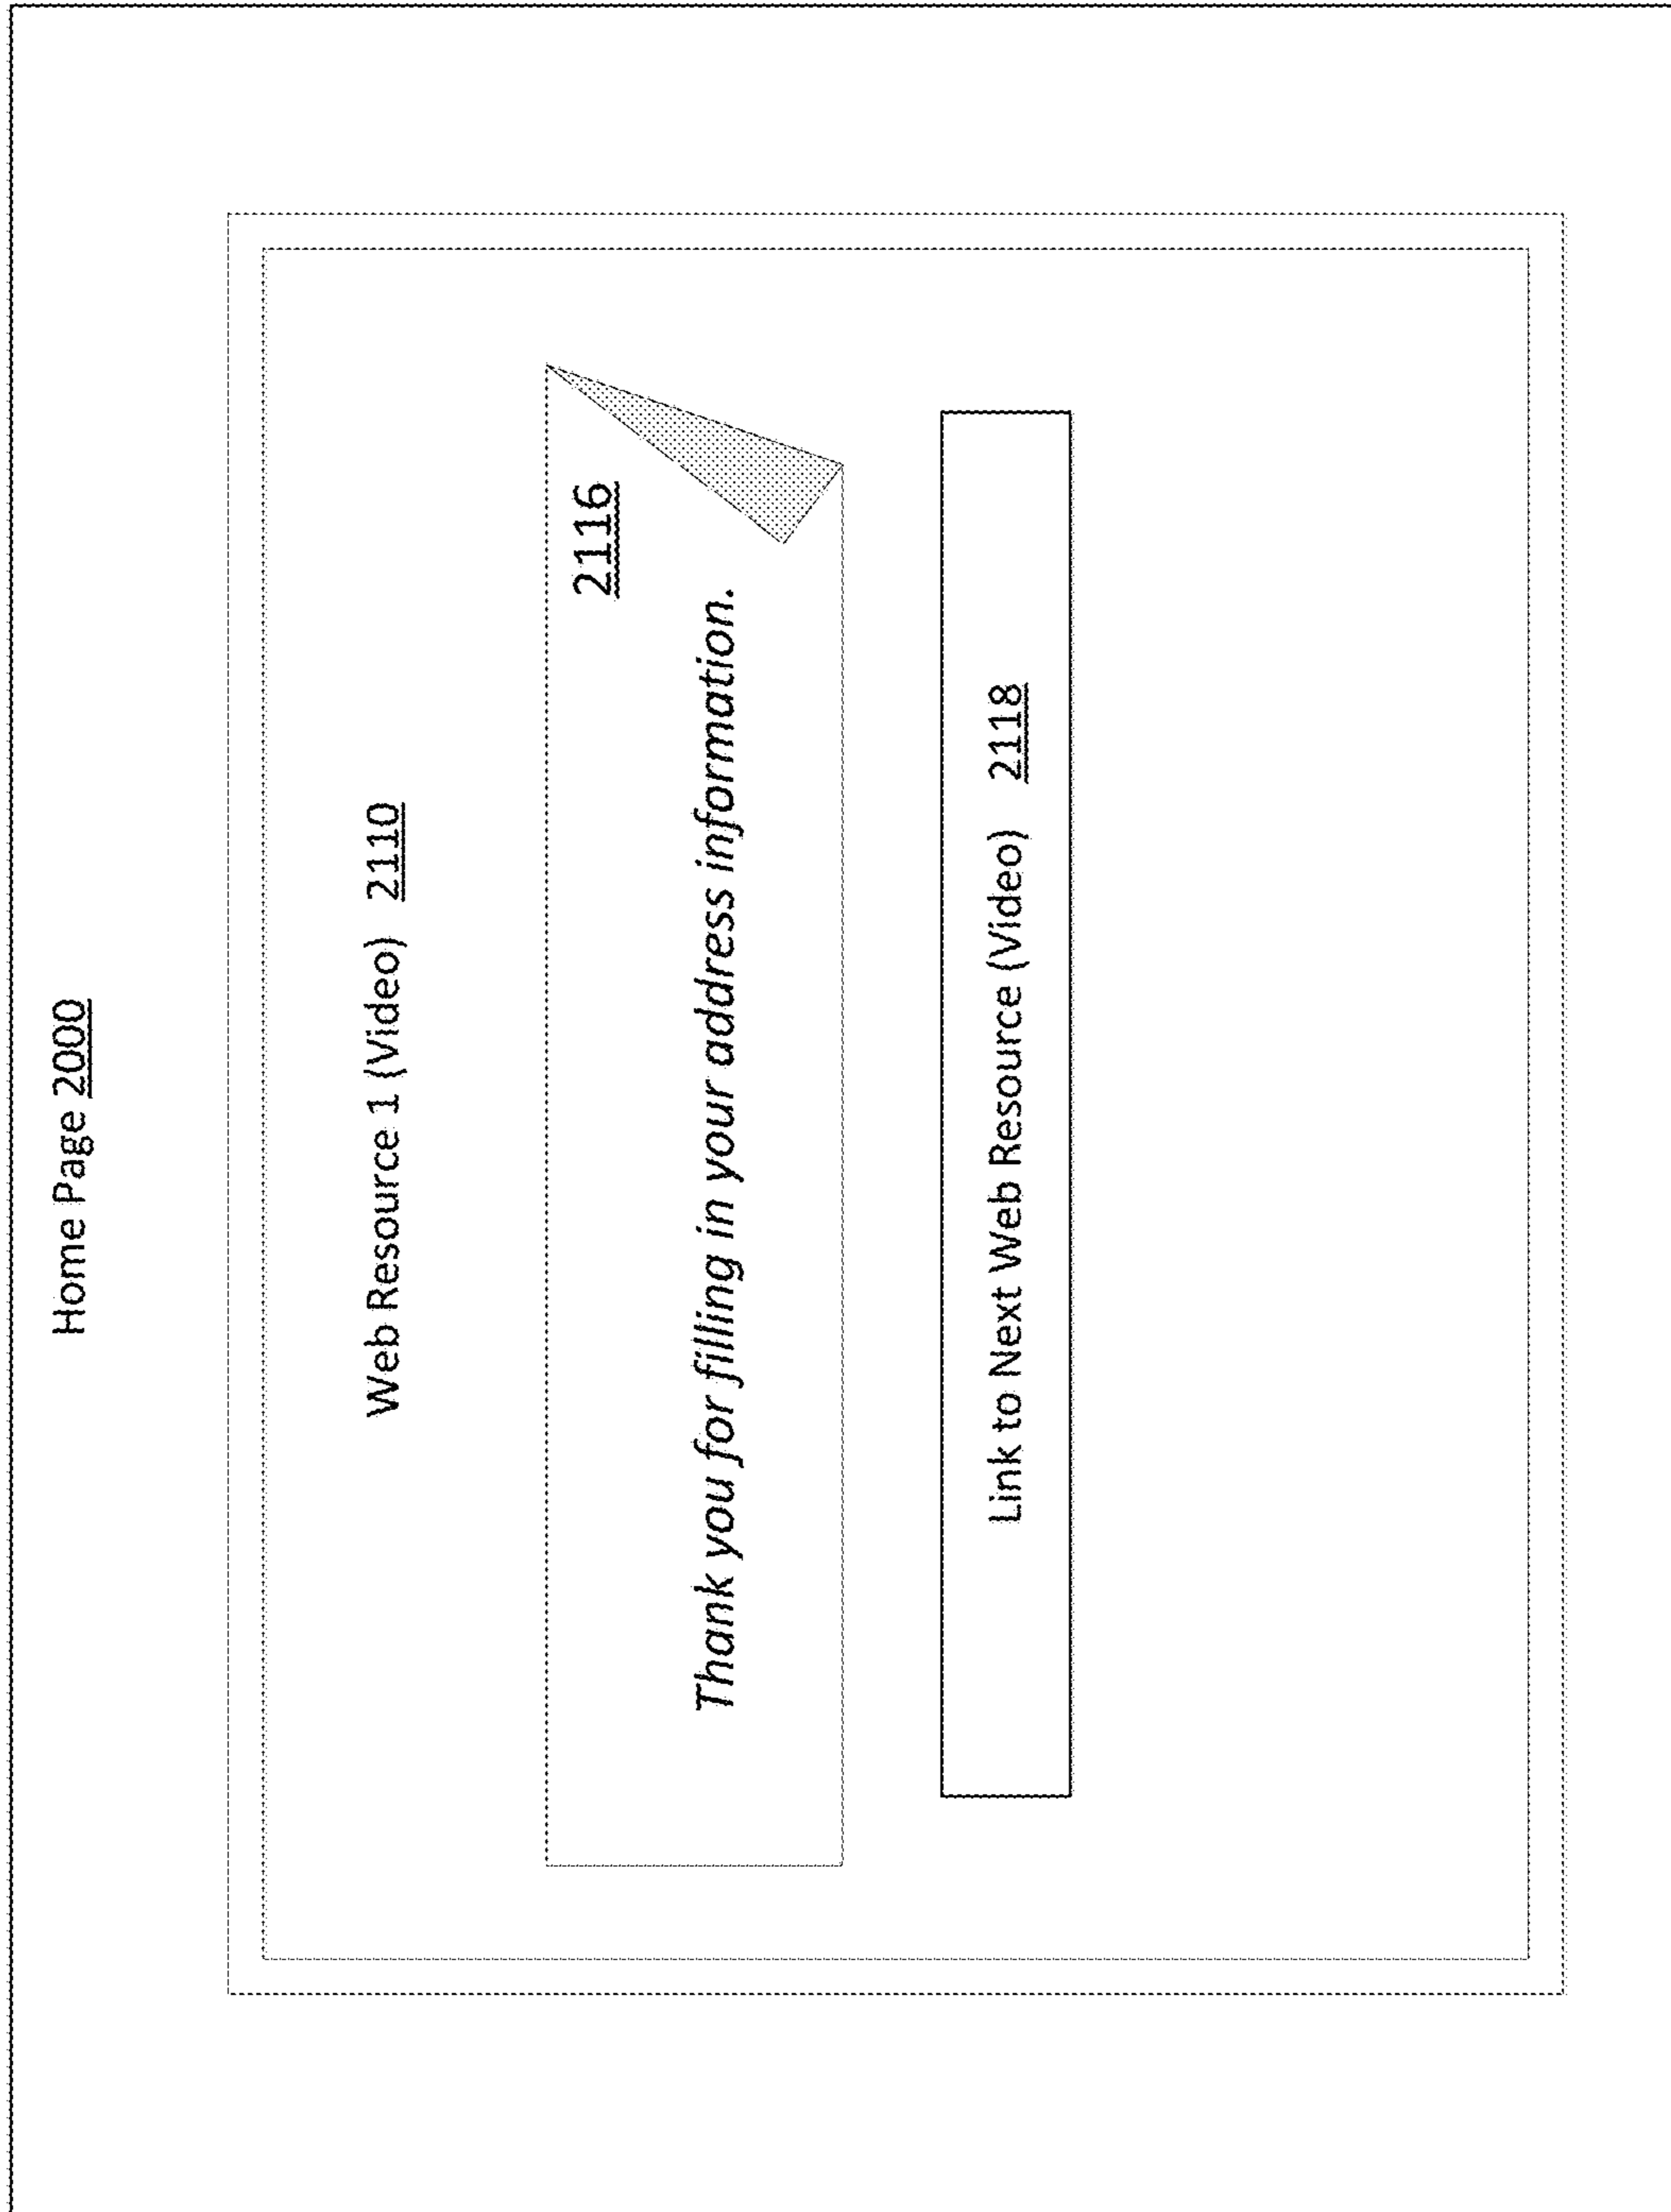 Home Page 2000
Web Resource 1 (Video) 2110
2116
Thank you for filling in your address information.
Link to Next Web Resource (Video) 2118